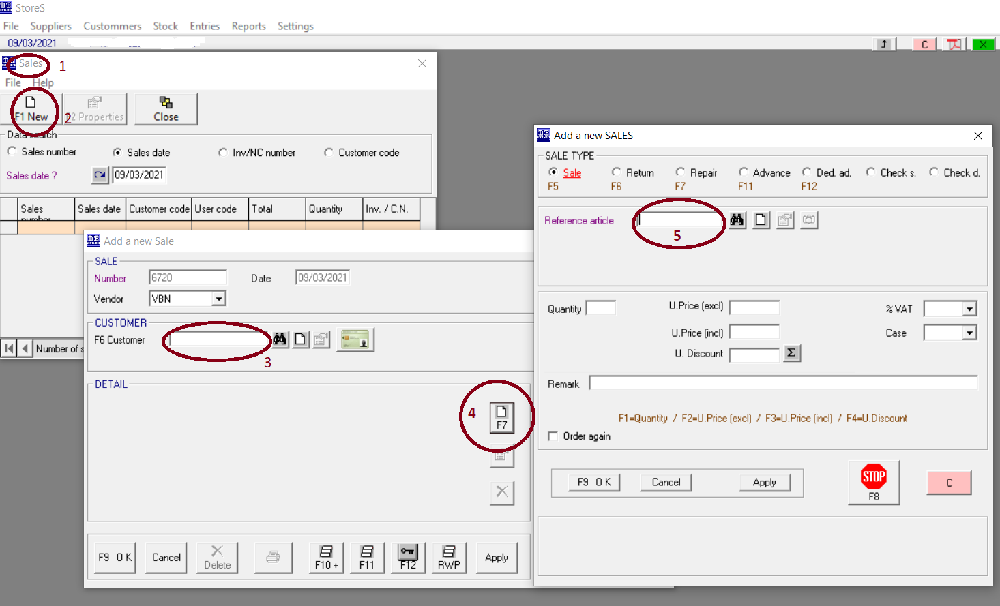 StoreS
File Suppliers Custommers Stock Entries Reports Settings
09/03/2021
C X
Sales 1
File Help
F1 New 2 Properties Close
2
Data search
Sales number Sales date Inv/NC number Customer code
Sales date ? 09/03/2021
Sales number Sales date Customer code User code Total Quantity Inv. / C.N.
Number of s
Add a new Sale
SALE
Number 6720 Date 09/03/2021
Vendor VBN
CUSTOMER
F6 Customer
3
DETAIL
4 F7
F9 O K Cancel Delete F10 + F11 F12 RWP Apply
Add a new SALES
SALE TYPE
Sale Return Repair Advance Ded. ad. Check s. Check d.
F5 F6 F7 F11 F12
Reference article
5
Quantity U.Price (excl) % VAT
U.Price (incl) Case
U. Discount Σ
Remark
F1=Quantity / F2=U.Price (excl) / F3=U.Price (incl) / F4=U.Discount
Order again
F9 O K Cancel Apply STOP F8 C